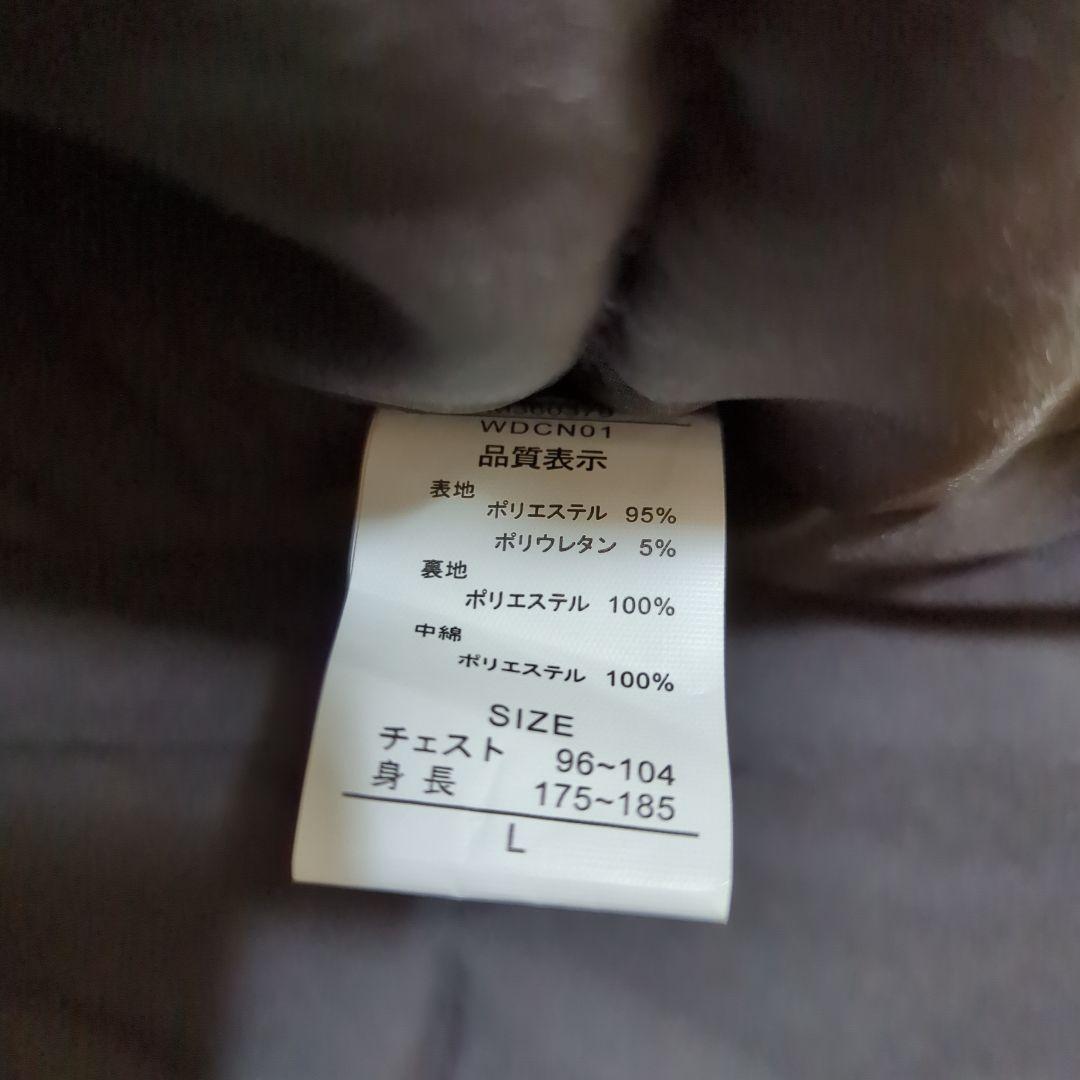 WDCN01
品質表示
表地
ポリエステル 95%
ポリウレタン 5%
裏地
ポリエステル 100%
中綿
ポリエステル 100%
SIZE
チェスト 96~104
身長 175~185
L